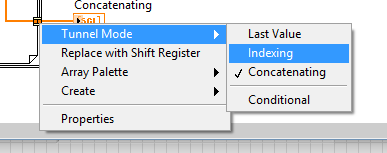 Concatenating
Tunnel Mode
Replace with Shift Register
Array Palette
Create
Properties
Last Value
Indexing
Concatenating
Conditional